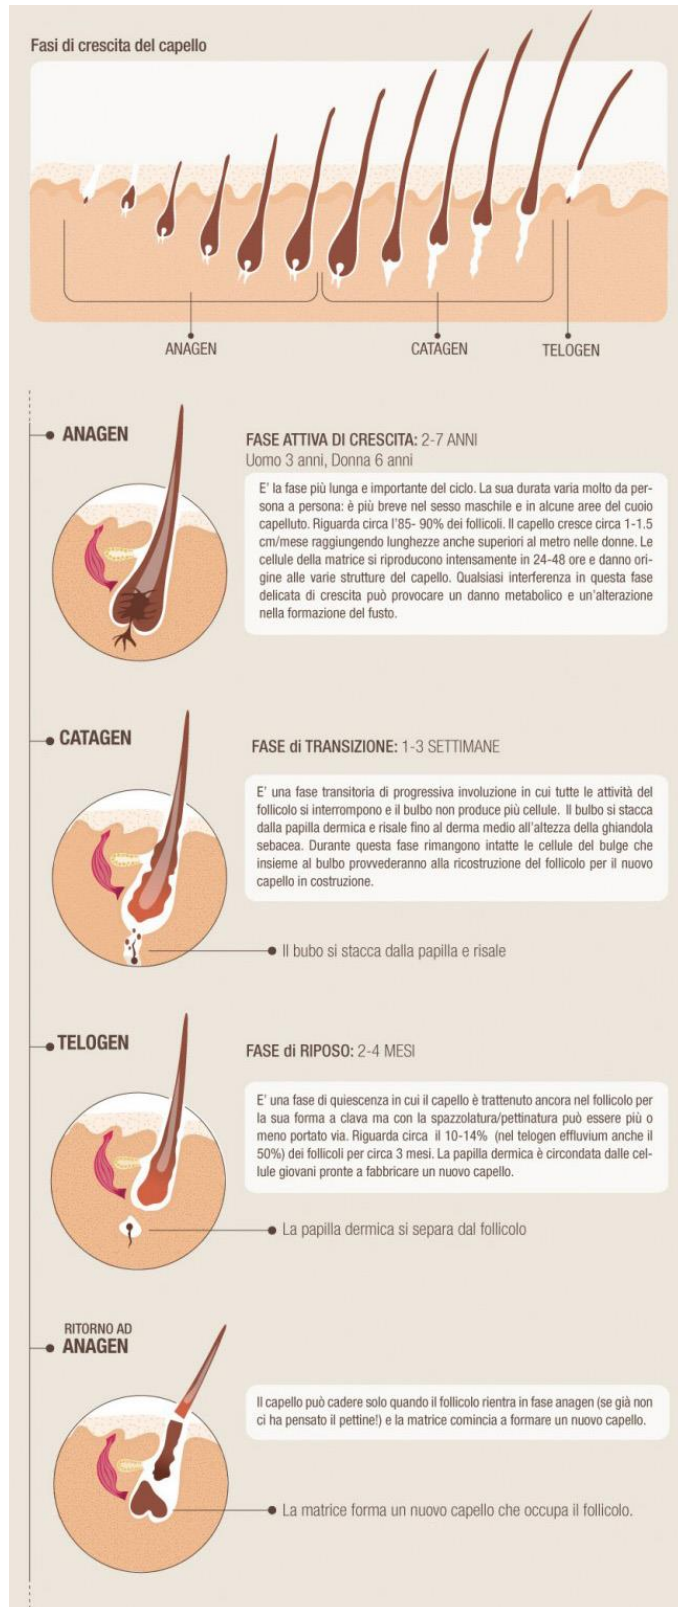 Fasi di crescita del capello
ANAGEN
CATAGEN
TELOGEN
ANAGEN
FASE ATTIVA DI CRESCITA: 2-7 ANNI
Uomo 3 anni, Donna 6 anni
E' la fase più lunga e importante del ciclo. La sua durata varia molto da per-
sona a persona: è più breve nel sesso maschile e in alcune aree del cuoio
capelluto. Riguarda circa l'85- 90% dei follicoli. Il capello cresce circa 1-1.5
cm/mese raggiungendo lunghezze anche superiori al metro nelle donne. Le
cellule della matrice si riproducono intensamente in 24-48 ore e danno ori-
gine alle varie strutture del capello. Qualsiasi interferenza in questa fase
delicata di crescita può provocare un danno metabolico e un'alterazione
nella formazione del fusto.
CATAGEN
FASE di TRANSIZIONE: 1-3 SETTIMANE
E' una fase transitoria di progressiva involuzione in cui tutte le attività del
follicolo si interrompono e il bulbo non produce più cellule. Il bulbo si stacca
dalla papilla dermica e risale fino al derma medio all'altezza della ghiandola
sebacea. Durante questa fase rimangono intatte le cellule del bulge che
insieme al bulbo provvederanno alla ricostruzione del follicolo per il nuovo
capello in costruzione.
Il bubo si stacca dalla papilla e risale
TELOGEN
FASE di RIPOSO: 2-4 MESI
E' una fase di quiescenza in cui il capello è trattenuto ancora nel follicolo per
la sua forma a clava ma con la spazzolatura/pettinatura può essere più o
meno portato via. Riguarda circa il 10-14% (nel telogen effluvium anche il
50%) dei follicoli per circa 3 mesi. La papilla dermica è circondata dalle cel-
lule giovani pronte a fabbricare un nuovo capello.
La papilla dermica si separa dal follicolo
RITORNO AD
ANAGEN
Il capello può cadere solo quando il follicolo rientra in fase anagen (se già non
ci ha pensato il pettine!) e la matrice comincia a formare un nuovo capello.
La matrice forma un nuovo capello che occupa il follicolo.